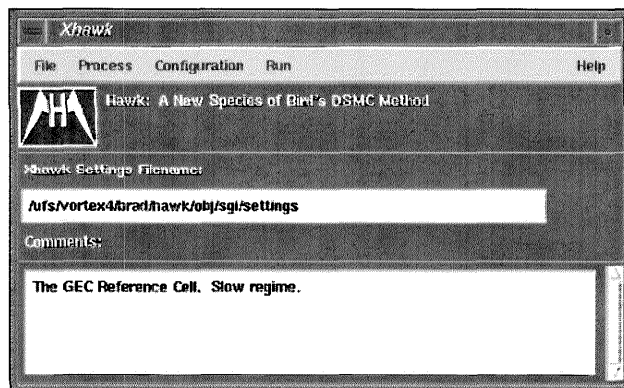 Xhawk
File Process Configuration Run Help
H
Hawk: A New Species of Bird's DSMC Method
Xhawk Settings Filename:
/ufs/vortex4/brad/hawk/obj/sgi/settings
Comments:
The GEC Reference Cell. Slow regime.